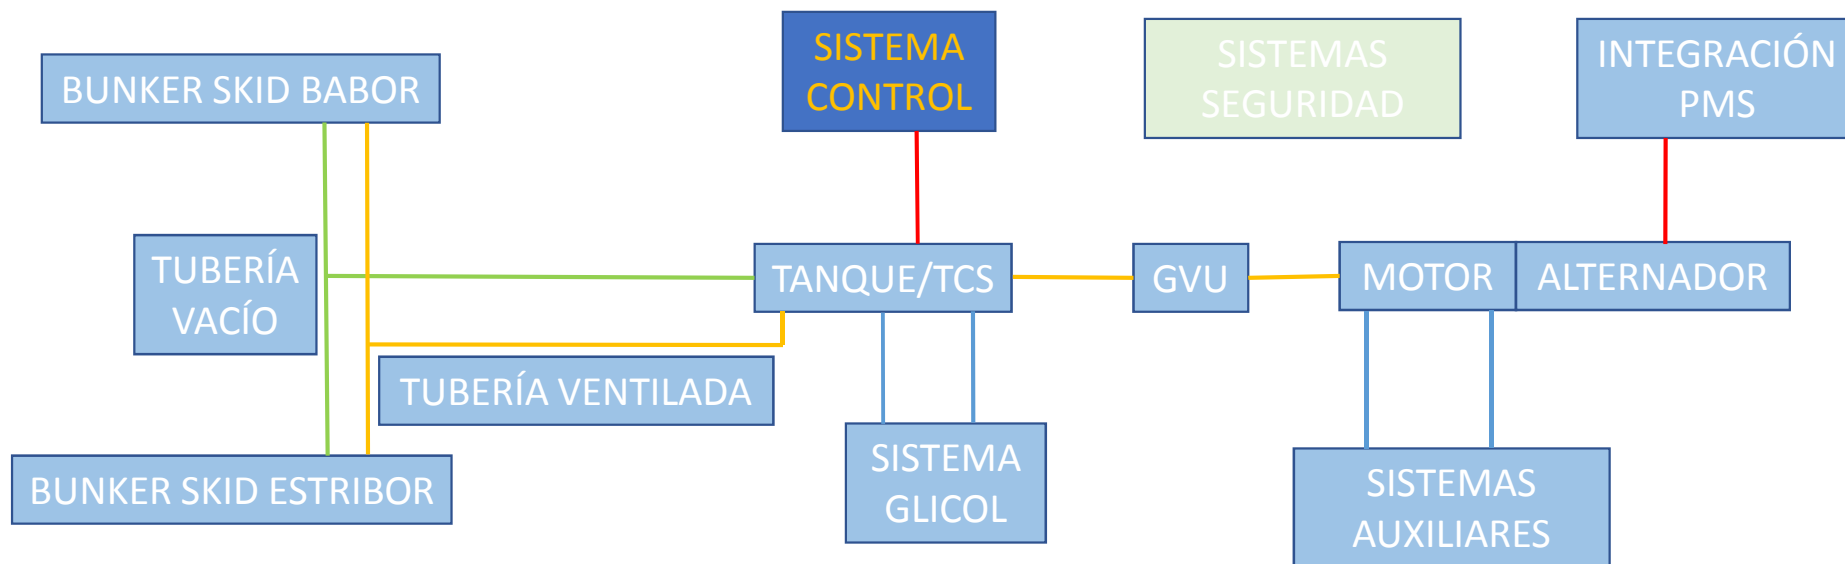 SISTEMA
CONTROL
SISTEMAS
SEGURIDAD
INTEGRACIÓN
PMS
BUNKER SKID BABOR
TUBERÍA
VACÍO
TANQUE/TCS
GVU
MOTOR
ALTERNADOR
TUBERÍA VENTILADA
BUNKER SKID ESTRIBOR
SISTEMA
GLICOL
SISTEMAS
AUXILIARES